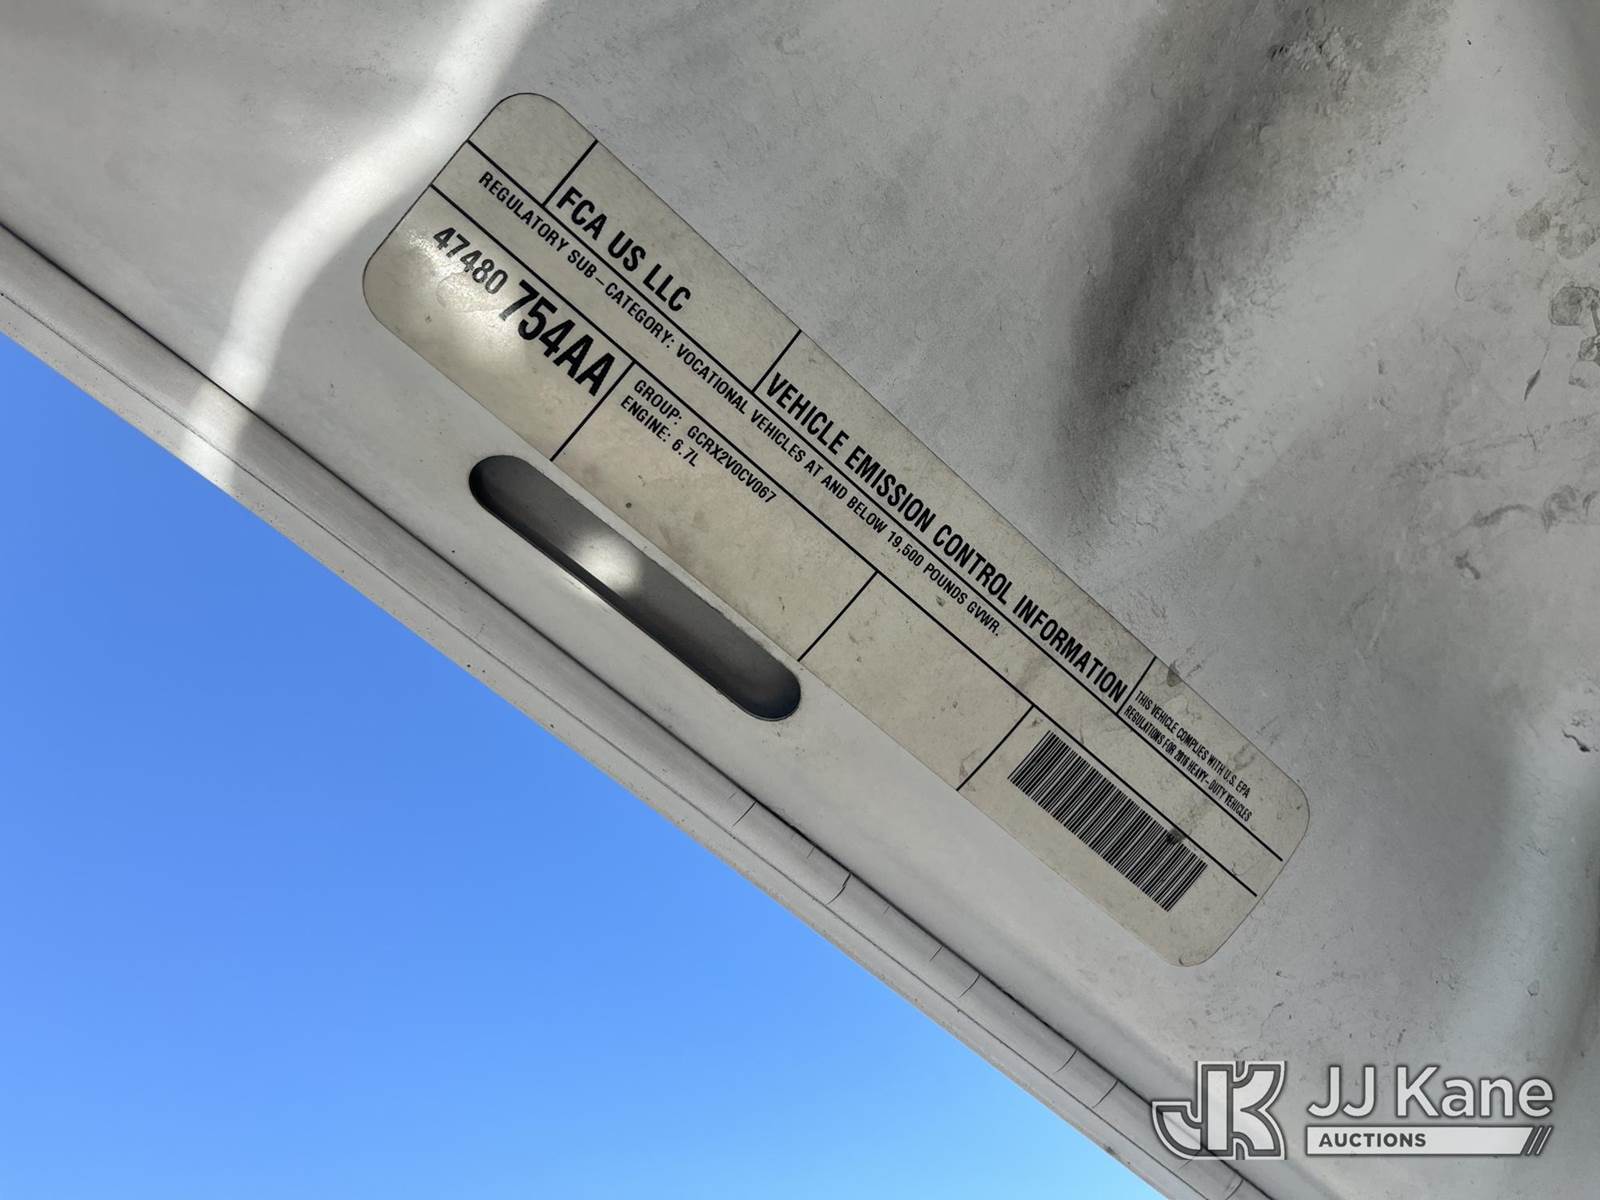 FCA US LLC
VEHICLE EMISSION CONTROL INFORMATION
THIS VEHICLE COMPLIES WITH U.S. EPA
REGULATIONS FOR 2016 HEAVY-DUTY VEHICLES
REGULATORY SUB-CATEGORY: VOCATIONAL VEHICLES AT AND BELOW 19,500 POUNDS GVWR.
47480 754AA
GROUP: GCRX2V0CV067
ENGINE: 6.7L
JK JJ Kane
AUCTIONS